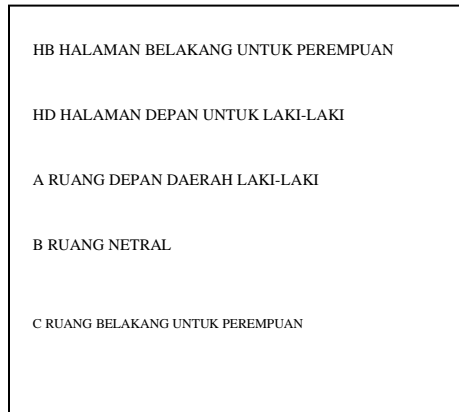 HB HALAMAN BELAKANG UNTUK PEREMPUAN
HD HALAMAN DEPAN UNTUK LAKI-LAKI
A RUANG DEPAN DAERAH LAKI-LAKI
B RUANG NETRAL
C RUANG BELAKANG UNTUK PEREMPUAN